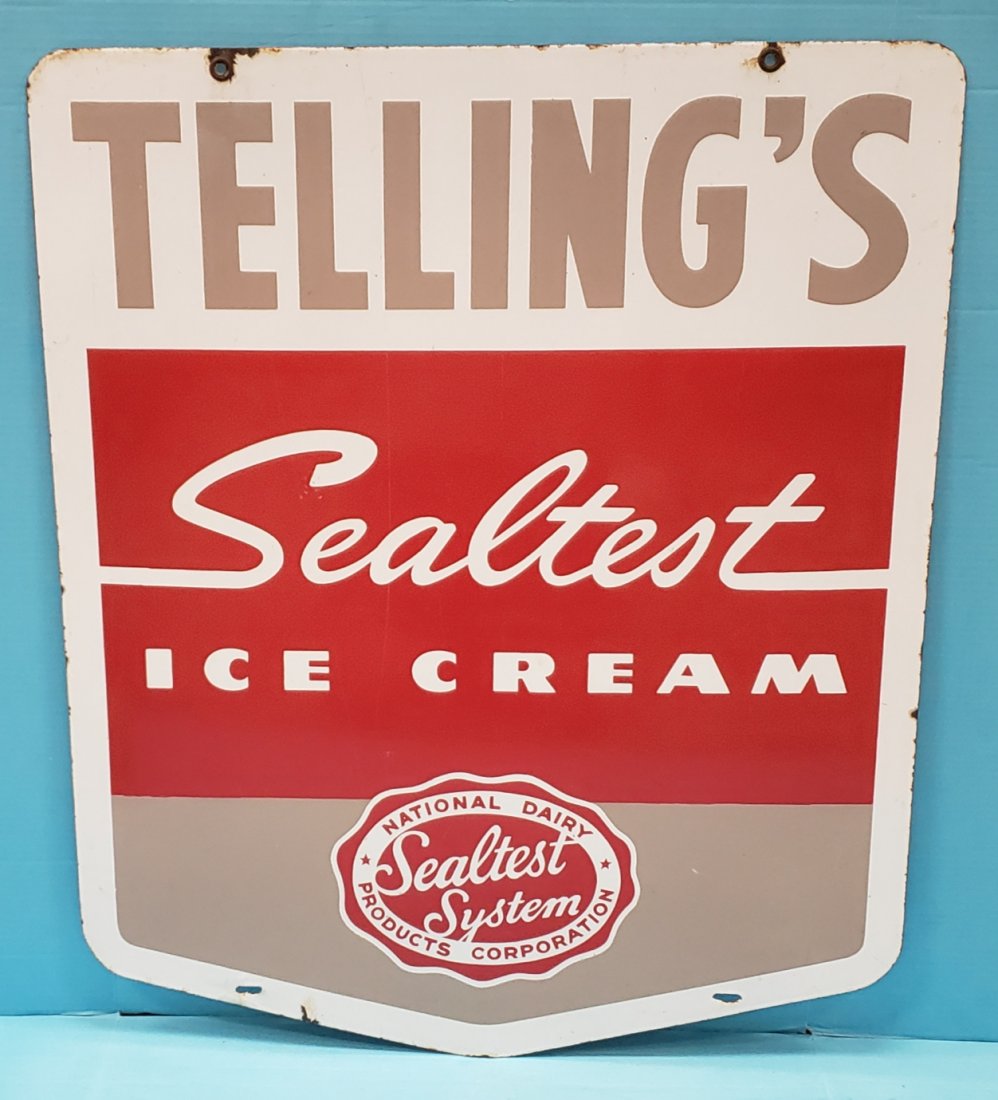 TELLING'S
Sealtest
ICE CREAM
NATIONAL DAIRY
Sealtest
System
PRODUCTS CORPORATION